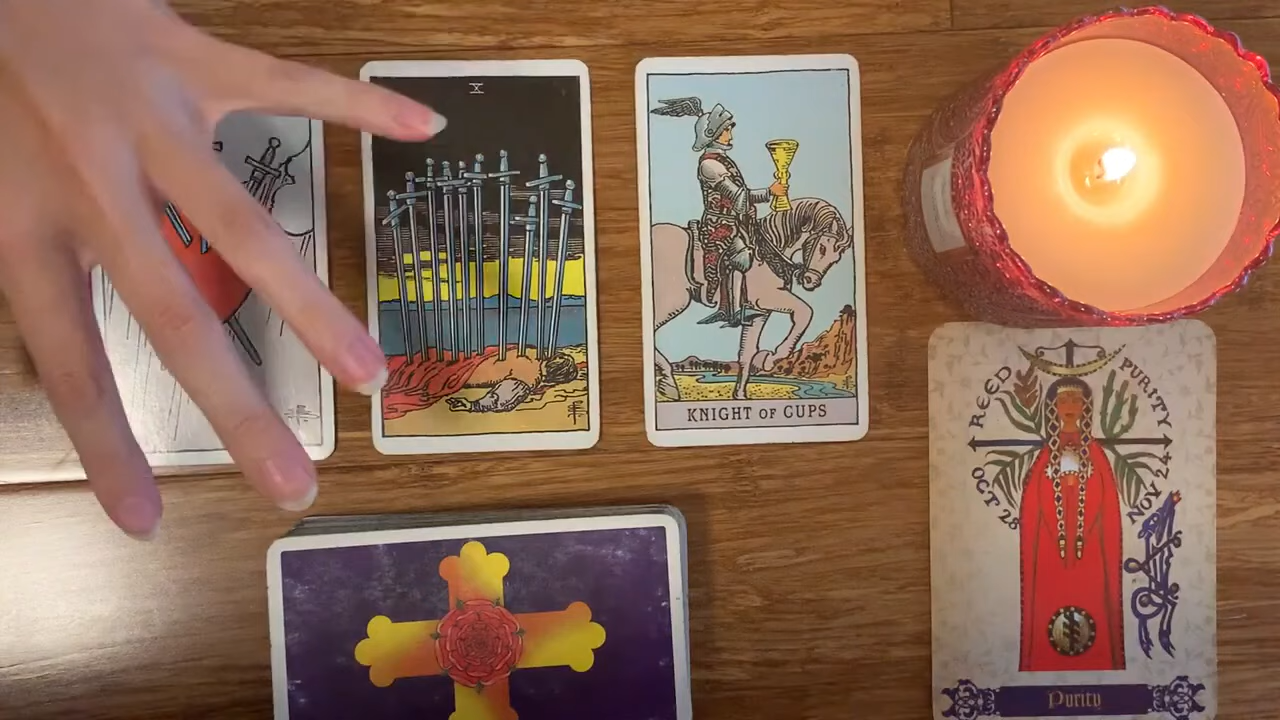 X
KNIGHT OF CUPS
REED
PURITY
OCT 28
NOV 24
Purity